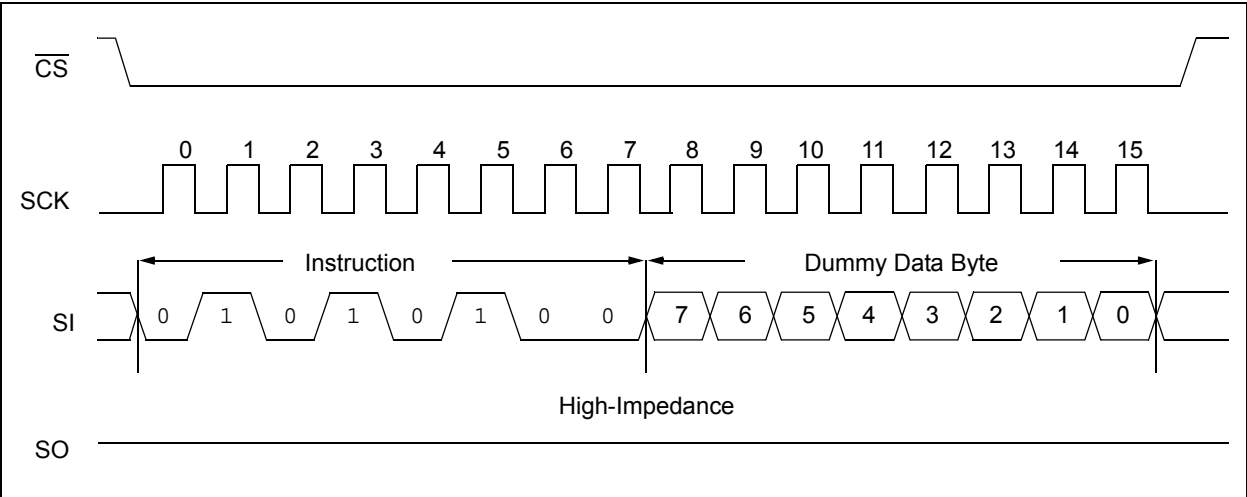 CS
0 1 2 3 4 5 6 7 8 9 10 11 12 13 14 15
SCK
Instruction Dummy Data Byte
SI 0 1 0 1 0 1 0 0 7 6 5 4 3 2 1 0
High-Impedance
SO